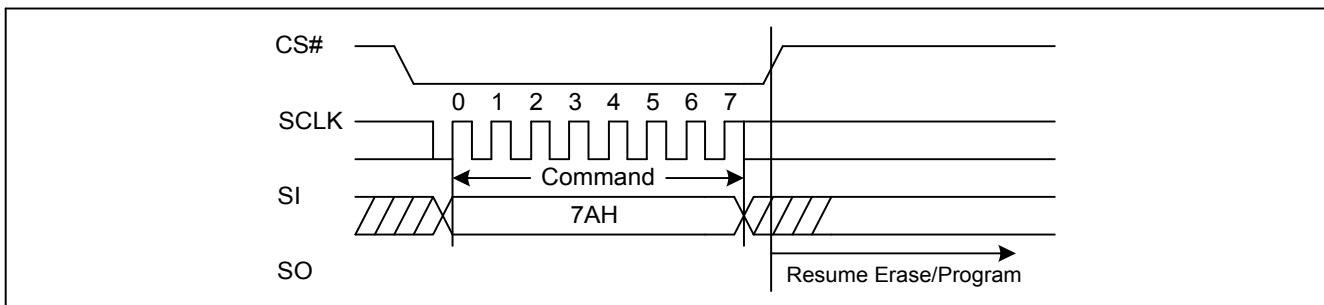 CS#
0 1 2 3 4 5 6 7
SCLK
Command
SI
7AH
SO
Resume Erase/Program